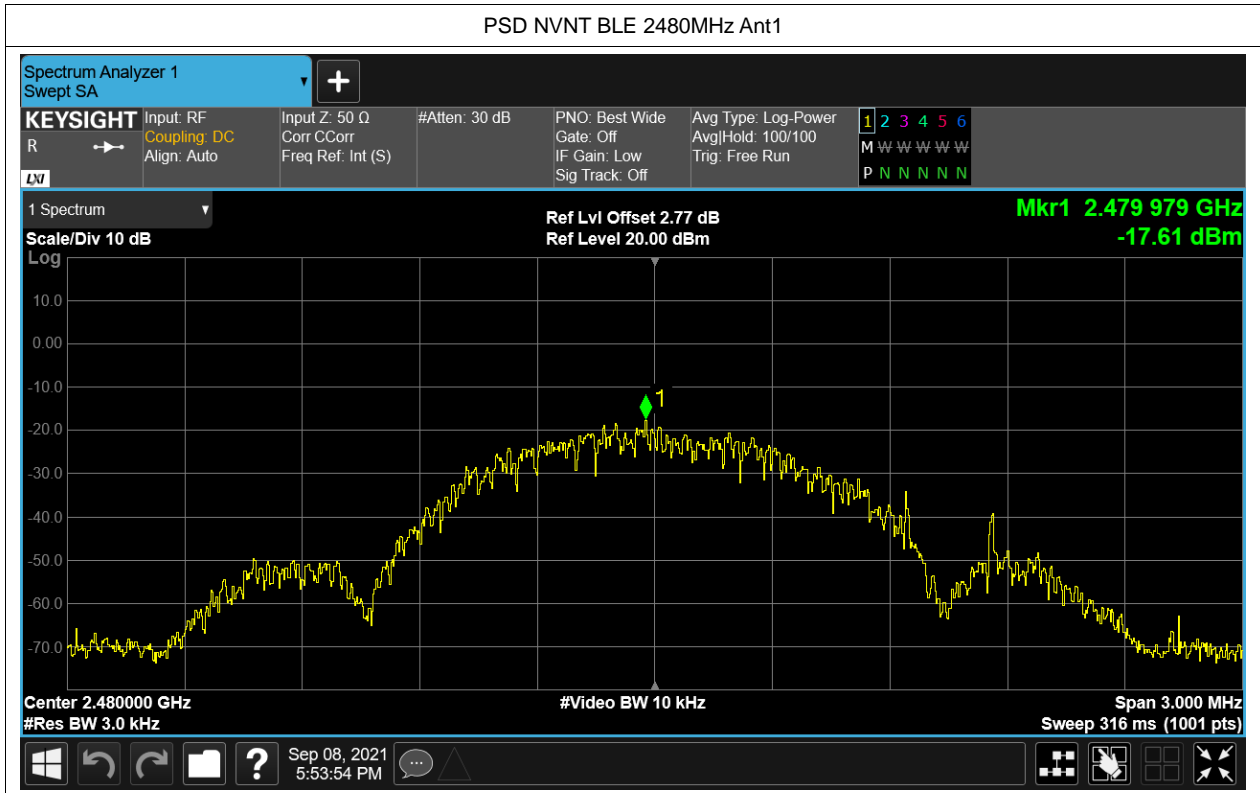 PSD NVNT BLE 2480MHz Ant1
Spectrum Analyzer 1
Swept SA
KEYSIGHT
R
LXI
Input: RF
Coupling: DC
Align: Auto
Input Z: 50 Ω
Corr CCorr
Freq Ref: Int (S)
#Atten: 30 dB
PNO: Best Wide
Gate: Off
IF Gain: Low
Sig Track: Off
Avg Type: Log-Power
Avg|Hold: 100/100
Trig: Free Run
1 2 3 4 5 6
M W W W W W
P N N N N N
1 Spectrum
Scale/Div 10 dB
Ref Lvl Offset 2.77 dB
Ref Level 20.00 dBm
Mkr1 2.479 979 GHz
-17.61 dBm
Log
10.0
0.00
-10.0
1
-20.0
-30.0
-40.0
-50.0
-60.0
-70.0
Center 2.480000 GHz
#Video BW 10 kHz
Span 3.000 MHz
#Res BW 3.0 kHz
Sweep 316 ms (1001 pts)
Sep 08, 2021
5:53:54 PM